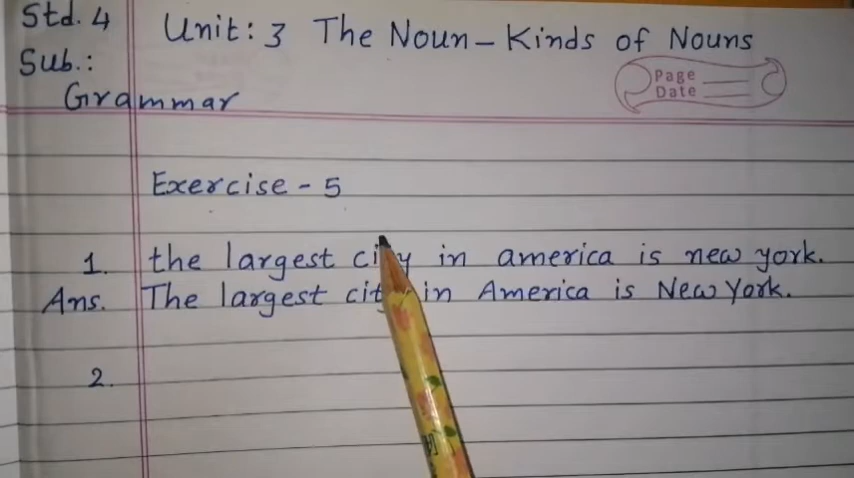 Std. 4
Unit: 3 The Noun - Kinds of Nouns
Sub.:
Grammar
Page
Date
Exercise - 5
1. the largest city in america is new york.
Ans. The largest city in America is New York.
2.